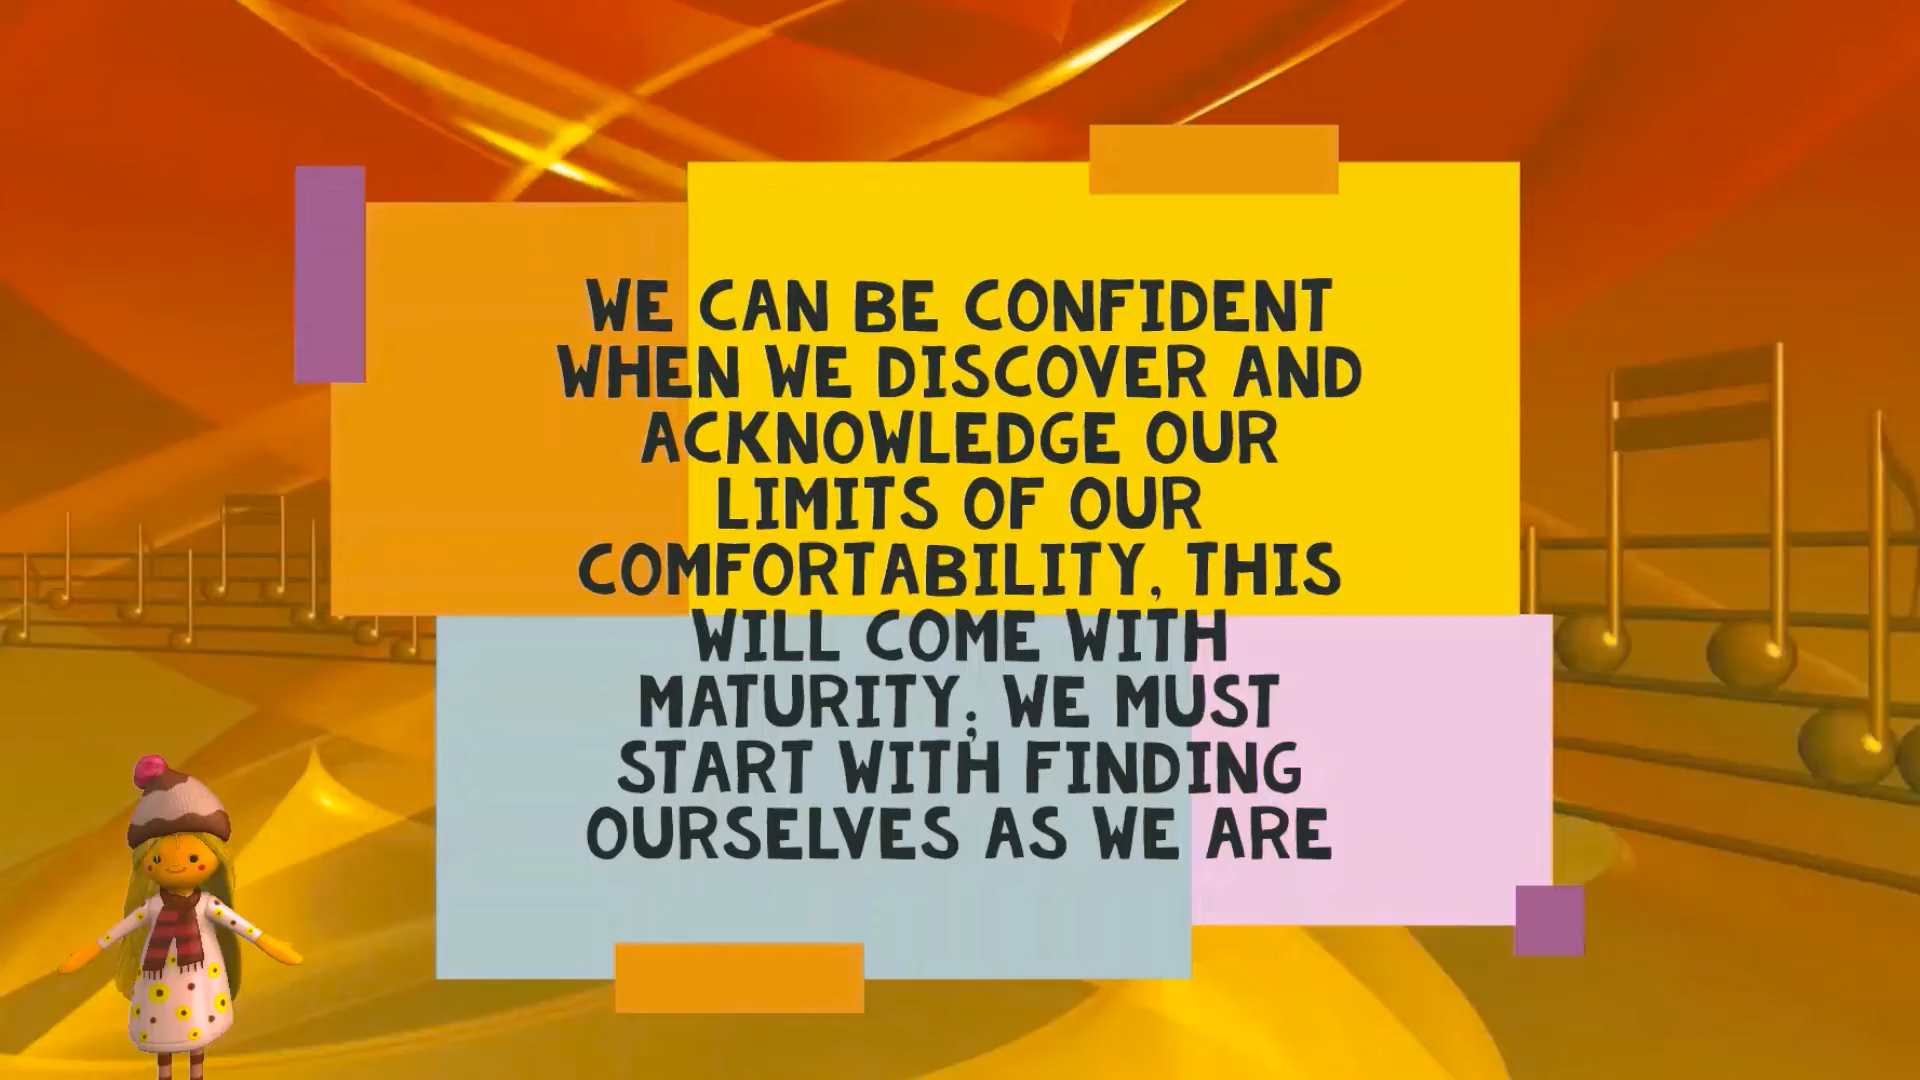 WE CAN BE CONFIDENT
WHEN WE DISCOVER AND
ACKNOWLEDGE OUR
LIMITS OF OUR
COMFORTABILITY, THIS
WILL COME WITH
MATURITY; WE MUST
START WITH FINDING
OURSELVES AS WE ARE